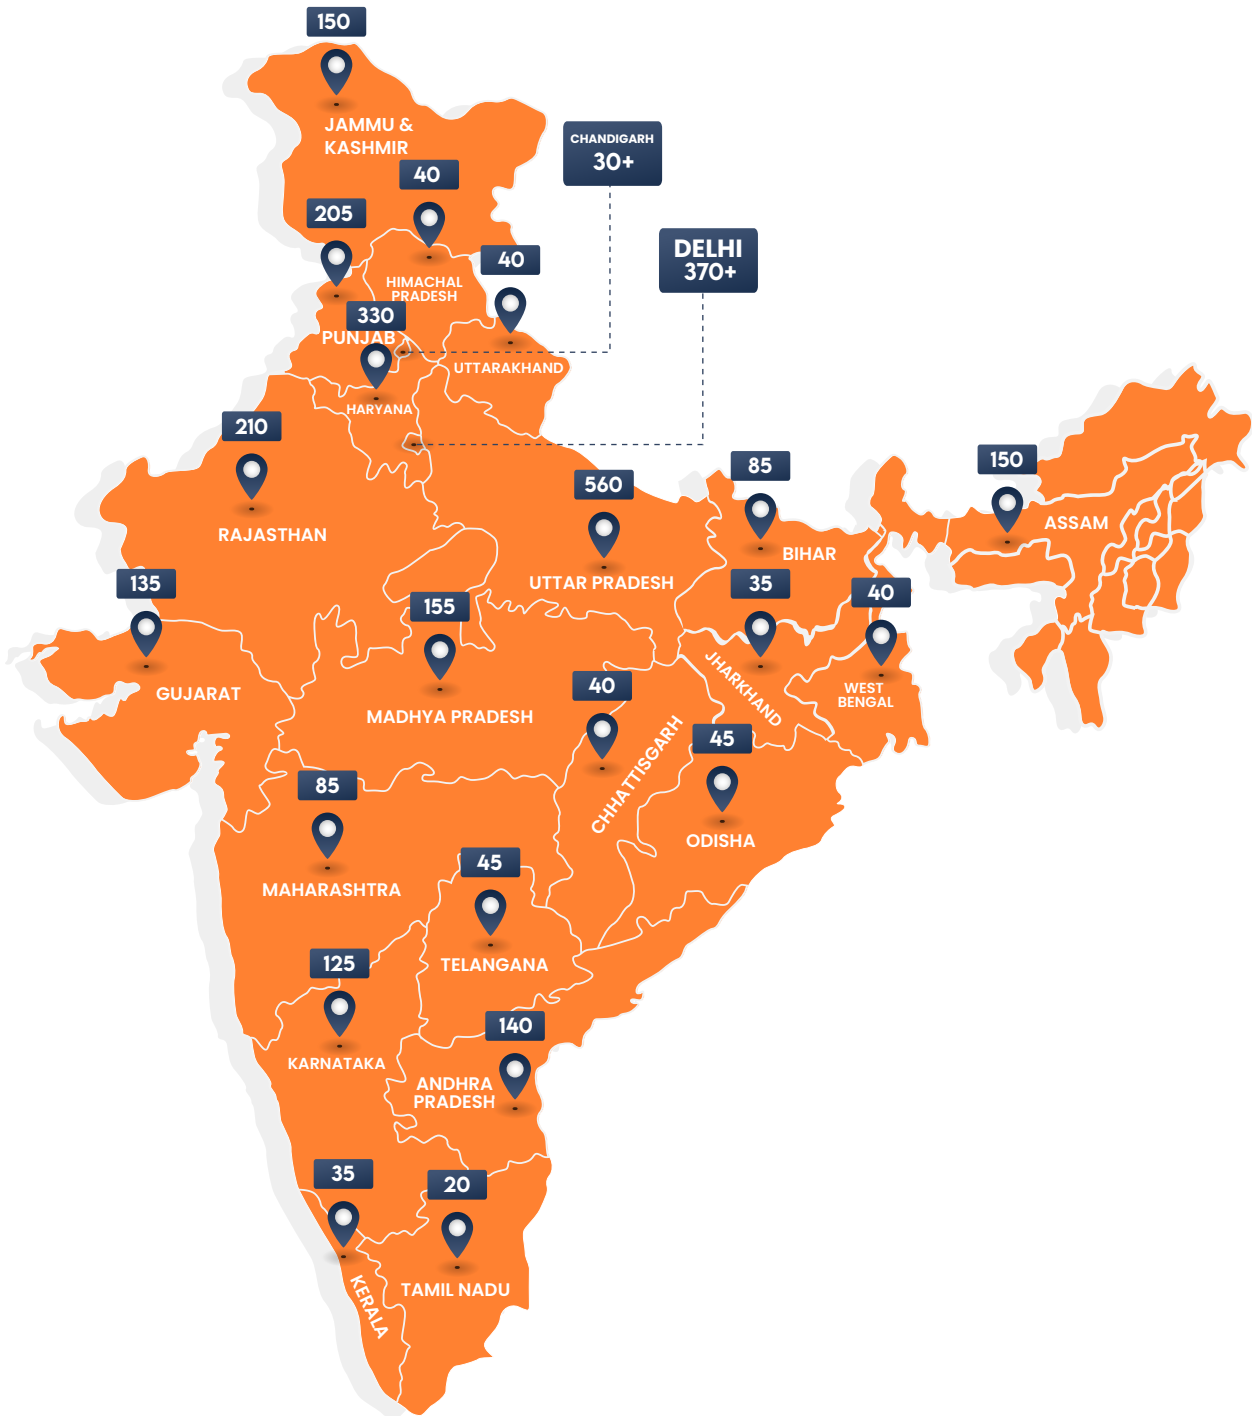 150
JAMMU &
KASHMIR
CHANDIGARH
30+
40
205
DELHI
370+
40
HIMACHAL
PRADESH
330
PUNJAB
UTTARAKHAND
HARYANA
210
RAJASTHAN
560
UTTAR PRADESH
85
BIHAR
150
ASSAM
135
GUJARAT
155
MADHYA PRADESH
35
JHARKHAND
40
WEST
BENGAL
40
CHHATTISGARH
45
ODISHA
85
MAHARASHTRA
45
TELANGANA
125
KARNATAKA
140
ANDHRA
PRADESH
35
KERALA
20
TAMIL NADU